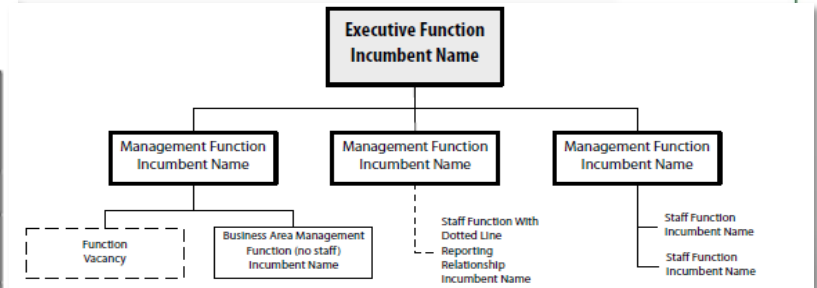 Executive Function
Incumbent Name
Management Function
Incumbent Name
Management Function
Incumbent Name
Management Function
Incumbent Name
Function
Vacancy
Business Area Management
Function (no staff)
Incumbent Name
Staff Function With
Dotted Line
Reporting
Relationship
Incumbent Name
Staff Function
Incumbent Name
Staff Function
Incumbent Name